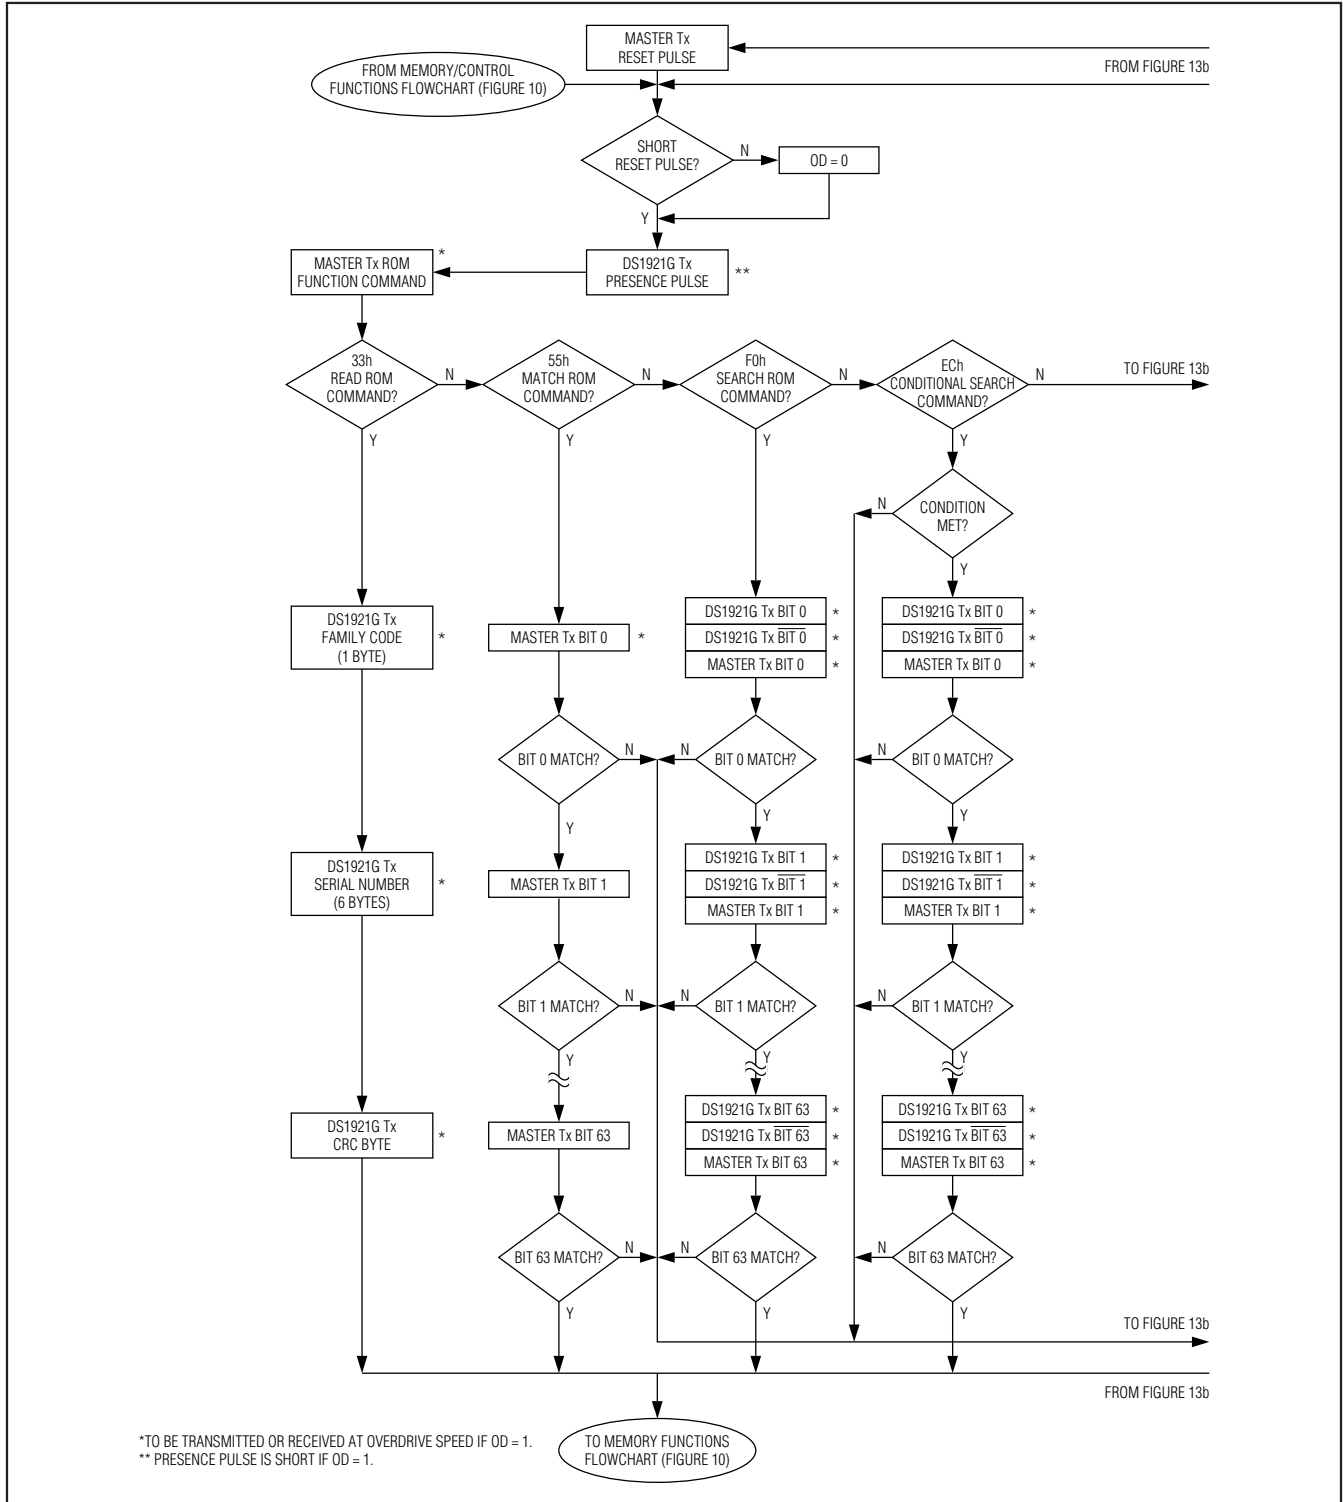 MASTER Tx
RESET PULSE
FROM FIGURE 13b
FROM MEMORY/CONTROL
FUNCTIONS FLOWCHART (FIGURE 10)
SHORT
RESET PULSE?
N
OD = 0
Y
MASTER Tx ROM
FUNCTION COMMAND
*
DS1921G Tx
PRESENCE PULSE
**
33h
READ ROM
COMMAND?
N
Y
55h
MATCH ROM
COMMAND?
N
Y
F0h
SEARCH ROM
COMMAND?
N
Y
ECh
CONDITIONAL SEARCH
COMMAND?
N
Y
TO FIGURE 13b
CONDITION
MET?
N
Y
DS1921G Tx
FAMILY CODE
(1 BYTE)
*
MASTER Tx BIT 0
*
DS1921G Tx BIT 0
*
DS1921G Tx B̅I̅T̅ ̅0̅
*
MASTER Tx BIT 0
*
DS1921G Tx BIT 0
*
DS1921G Tx B̅I̅T̅ ̅0̅
*
MASTER Tx BIT 0
*
BIT 0 MATCH?
N
Y
BIT 0 MATCH?
N
Y
BIT 0 MATCH?
N
Y
DS1921G Tx
SERIAL NUMBER
(6 BYTES)
*
MASTER Tx BIT 1
DS1921G Tx BIT 1
*
DS1921G Tx B̅I̅T̅ ̅1̅
*
MASTER Tx BIT 1
*
DS1921G Tx BIT 1
*
DS1921G Tx B̅I̅T̅ ̅1̅
*
MASTER Tx BIT 1
*
BIT 1 MATCH?
N
Y
BIT 1 MATCH?
N
Y
BIT 1 MATCH?
N
Y
DS1921G Tx
CRC BYTE
*
MASTER Tx BIT 63
DS1921G Tx BIT 63
*
DS1921G Tx B̅I̅T̅ ̅6̅3̅
*
MASTER Tx BIT 63
*
DS1921G Tx BIT 63
*
DS1921G Tx B̅I̅T̅ ̅6̅3̅
*
MASTER Tx BIT 63
*
BIT 63 MATCH?
N
Y
BIT 63 MATCH?
N
Y
BIT 63 MATCH?
N
Y
TO FIGURE 13b
FROM FIGURE 13b
TO MEMORY FUNCTIONS
FLOWCHART (FIGURE 10)
*TO BE TRANSMITTED OR RECEIVED AT OVERDRIVE SPEED IF OD = 1.
** PRESENCE PULSE IS SHORT IF OD = 1.